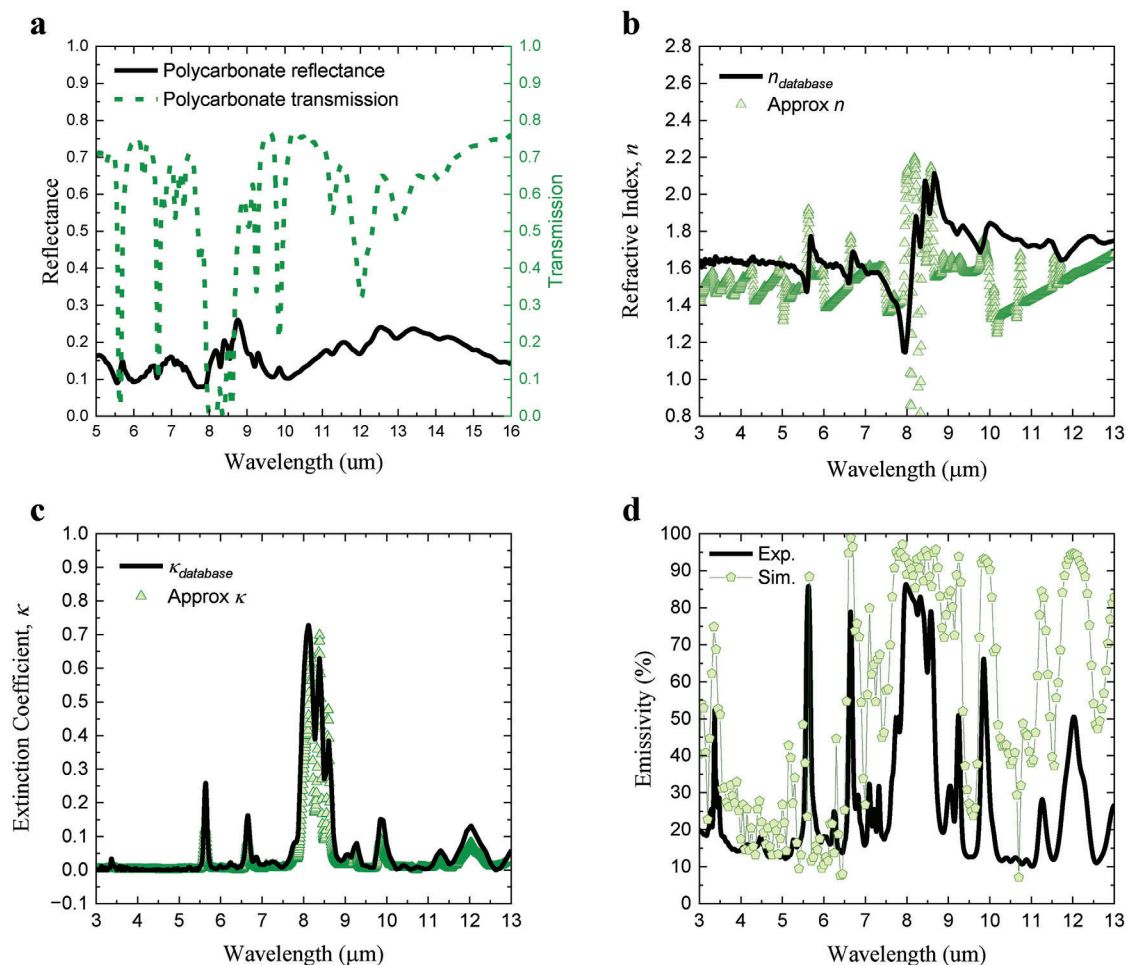 a
1.0
0.9
0.8
0.7
0.6
0.5
0.4
0.3
0.2
0.1
0.0
Reflectance
Polycarbonate reflectance
Polycarbonate transmission
1.0
0.9
0.8
0.7
0.6
0.5
0.4
0.3
0.2
0.1
0.0
Transmission
5 6 7 8 9 10 11 12 13 14 15 16
Wavelength (um)
b
2.8
2.6
2.4
2.2
2.0
1.8
1.6
1.4
1.2
1.0
0.8
Refractive Index, n
n database
Approx n
3 4 5 6 7 8 9 10 11 12 13
Wavelength (μm)
c
1.0
0.9
0.8
0.7
0.6
0.5
0.4
0.3
0.2
0.1
0.0
−0.1
Extinction Coefficient, κ
κ database
Approx κ
3 4 5 6 7 8 9 10 11 12 13
Wavelength (μm)
d
100
90
80
70
60
50
40
30
20
10
0
Emissivity (%)
Exp.
Sim.
3 4 5 6 7 8 9 10 11 12 13
Wavelength (um)